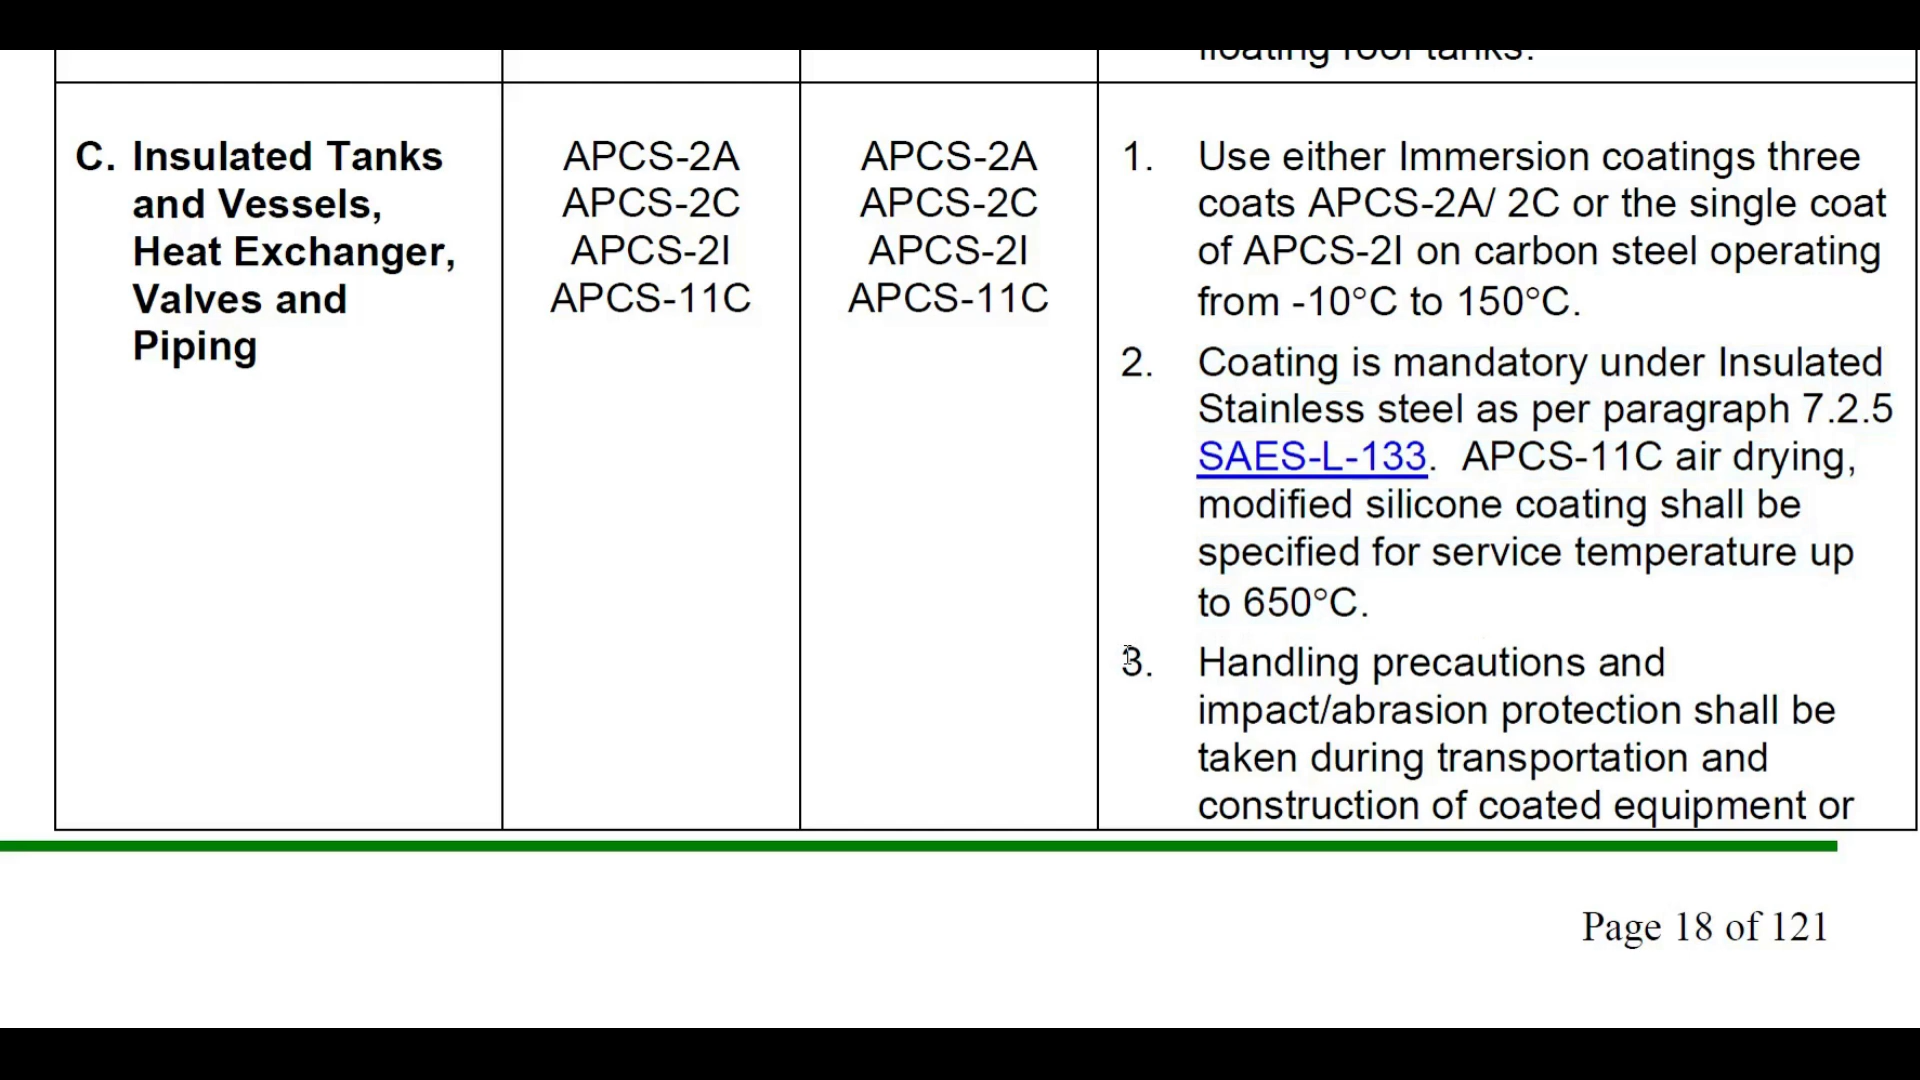 floating roof tanks.
C. Insulated Tanks
and Vessels,
Heat Exchanger,
Valves and
Piping
APCS-2A
APCS-2C
APCS-2I
APCS-11C
APCS-2A
APCS-2C
APCS-2I
APCS-11C
1. Use either Immersion coatings three
coats APCS-2A/ 2C or the single coat
of APCS-2I on carbon steel operating
from -10°C to 150°C.
2. Coating is mandatory under Insulated
Stainless steel as per paragraph 7.2.5
SAES-L-133. APCS-11C air drying,
modified silicone coating shall be
specified for service temperature up
to 650°C.
3. Handling precautions and
impact/abrasion protection shall be
taken during transportation and
construction of coated equipment or
Page 18 of 121